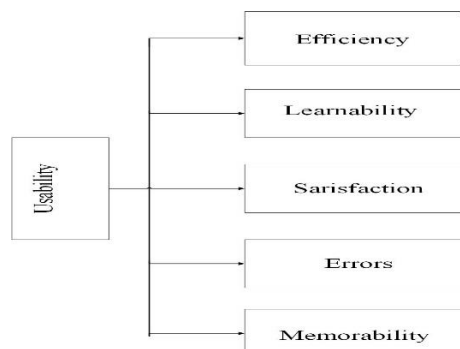 Efficiency
Learnability
Usability
Sarisfaction
Errors
Memorability